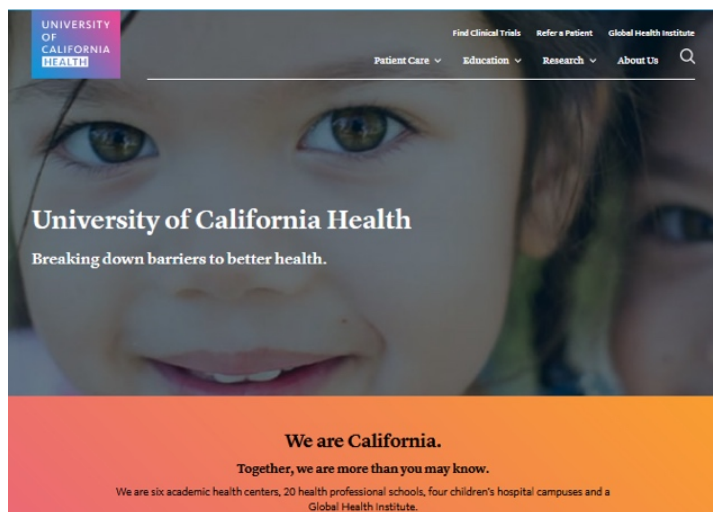 UNIVERSITY
OF
CALIFORNIA
HEALTH
Find Clinical Trials Refer a Patient Global Health Institute
Patient Care Education Research About Us
University of California Health
Breaking down barriers to better health.
We are California.
Together, we are more than you may know.
We are six academic health centers, 20 health professional schools, four children's hospital campuses and a
Global Health Institute.